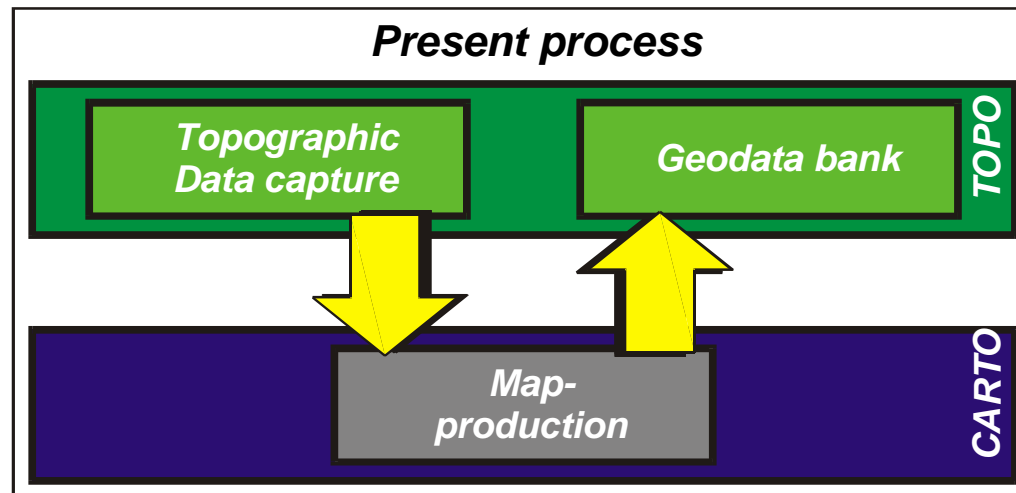 Present process
Topographic
Data capture
Geodata bank
TOPO
Map-
production
CARTO